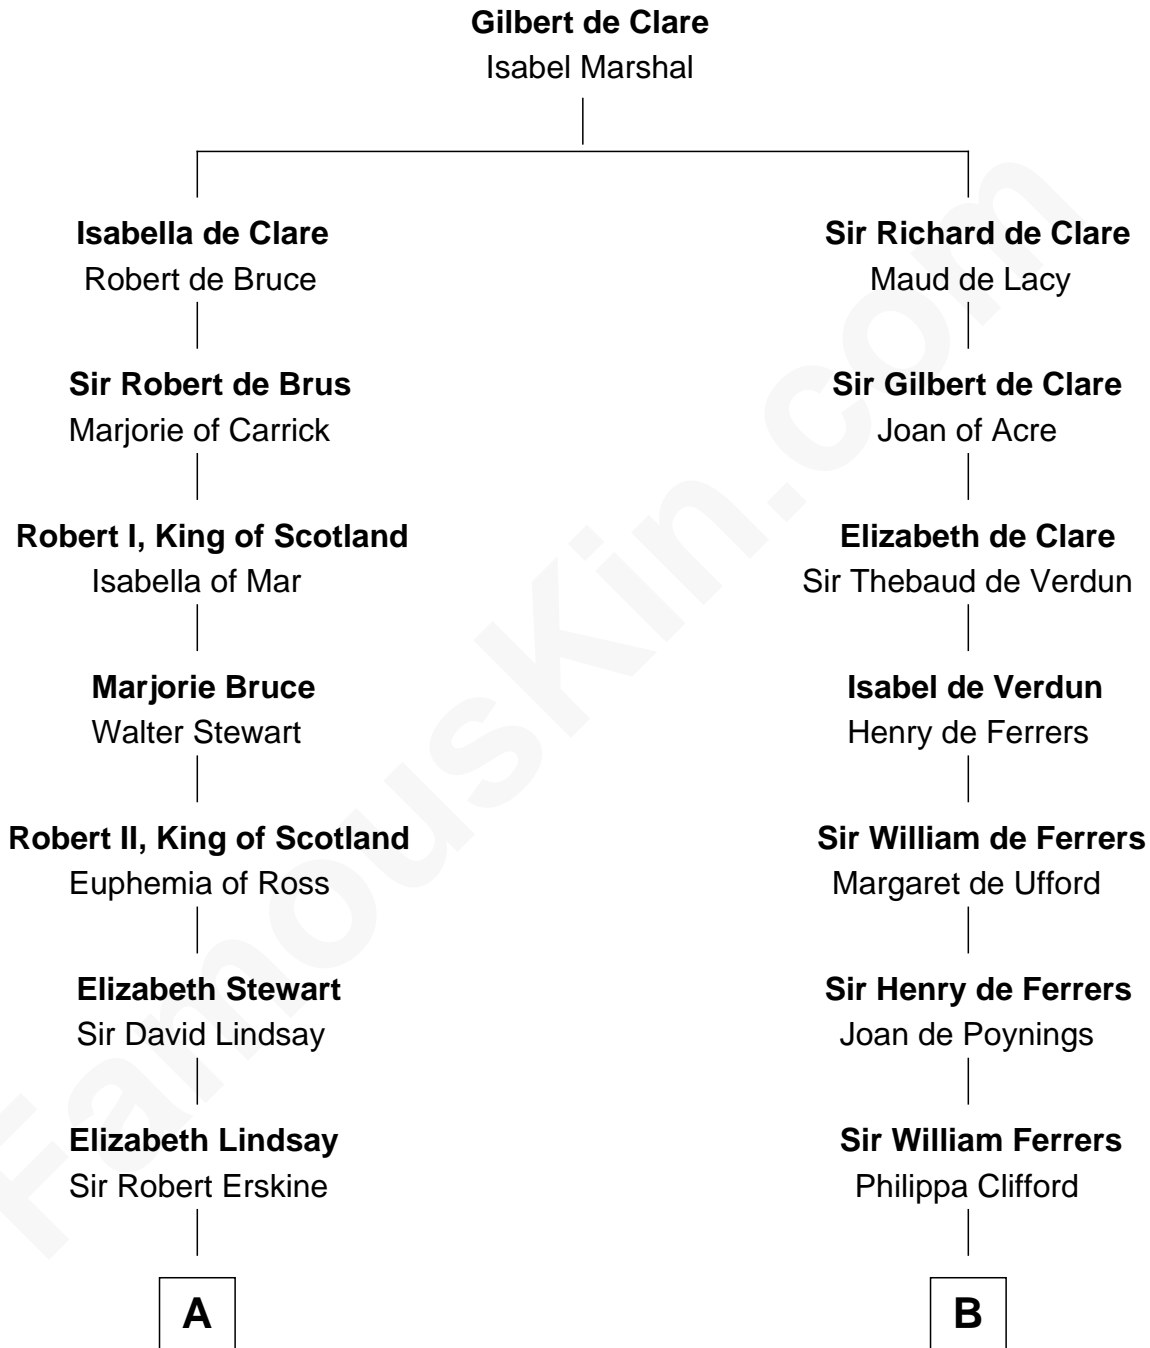 Gilbert de Clare
Isabel Marshal
Isabella de Clare
Robert de Bruce
Sir Richard de Clare
Maud de Lacy
Sir Robert de Brus
Marjorie of Carrick
Sir Gilbert de Clare
Joan of Acre
Robert I, King of Scotland
Isabella of Mar
Elizabeth de Clare
Sir Thebaud de Verdun
Marjorie Bruce
Walter Stewart
Isabel de Verdun
Henry de Ferrers
Robert II, King of Scotland
Euphemia of Ross
Sir William de Ferrers
Margaret de Ufford
Elizabeth Stewart
Sir David Lindsay
Sir Henry de Ferrers
Joan de Poynings
Elizabeth Lindsay
Sir Robert Erskine
Sir William Ferrers
Philippa Clifford
A
B
FamousKin.com